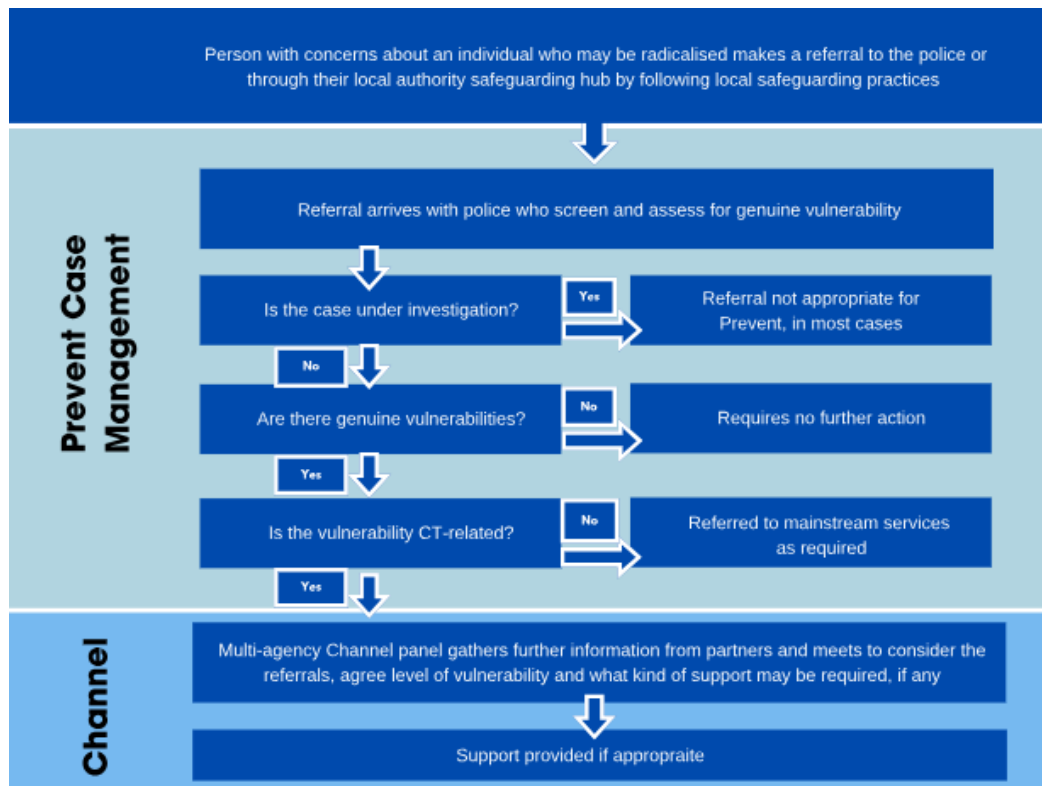 Person with concerns about an individual who may be radicalised makes a referral to the police or
through their local authority safeguarding hub by following local safeguarding practices
Prevent Case
Management
Referral arrives with police who screen and assess for genuine vulnerability
Is the case under investigation?
Yes
Referral not appropriate for
Prevent, in most cases
No
Are there genuine vulnerabilities?
No
Requires no further action
Yes
Is the vulnerability CT-related?
No
Referred to mainstream services
as required
Yes
Channel
Multi-agency Channel panel gathers further information from partners and meets to consider the
referrals, agree level of vulnerability and what kind of support may be required, if any
Support provided if appropraite